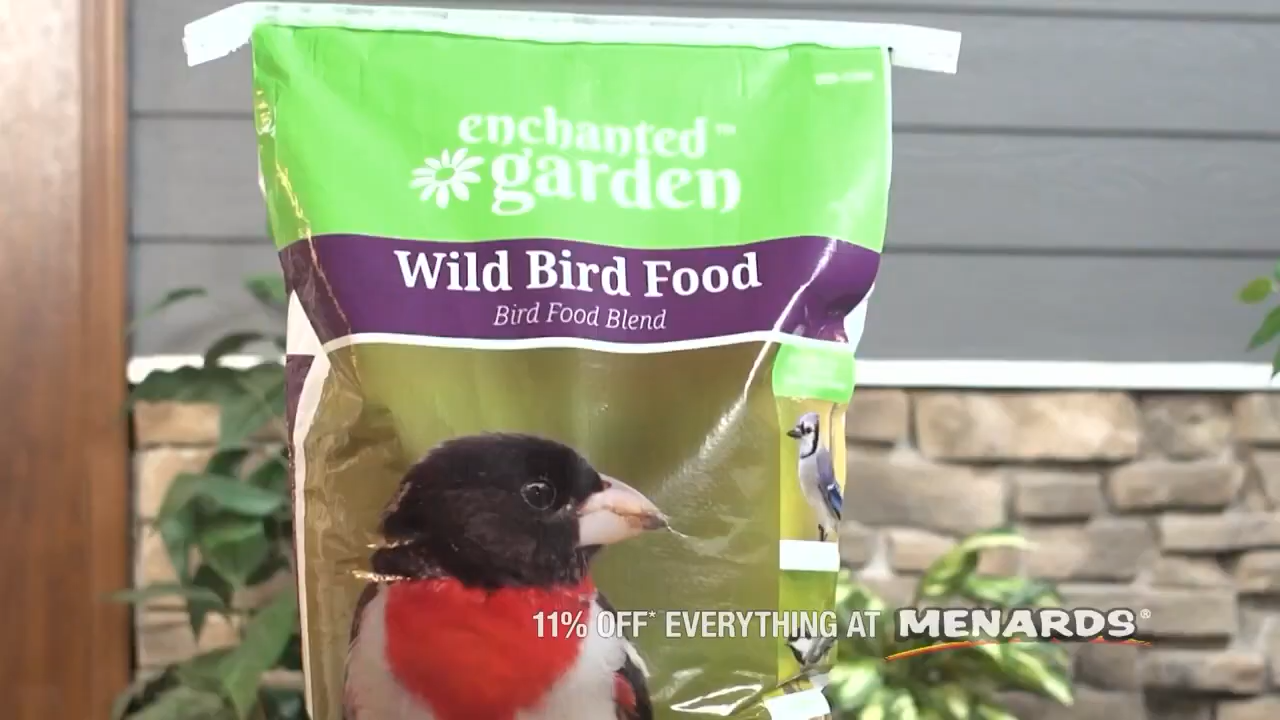 enchanted™
garden
Wild Bird Food
Bird Food Blend
11% OFF* EVERYTHING AT MENARDS®